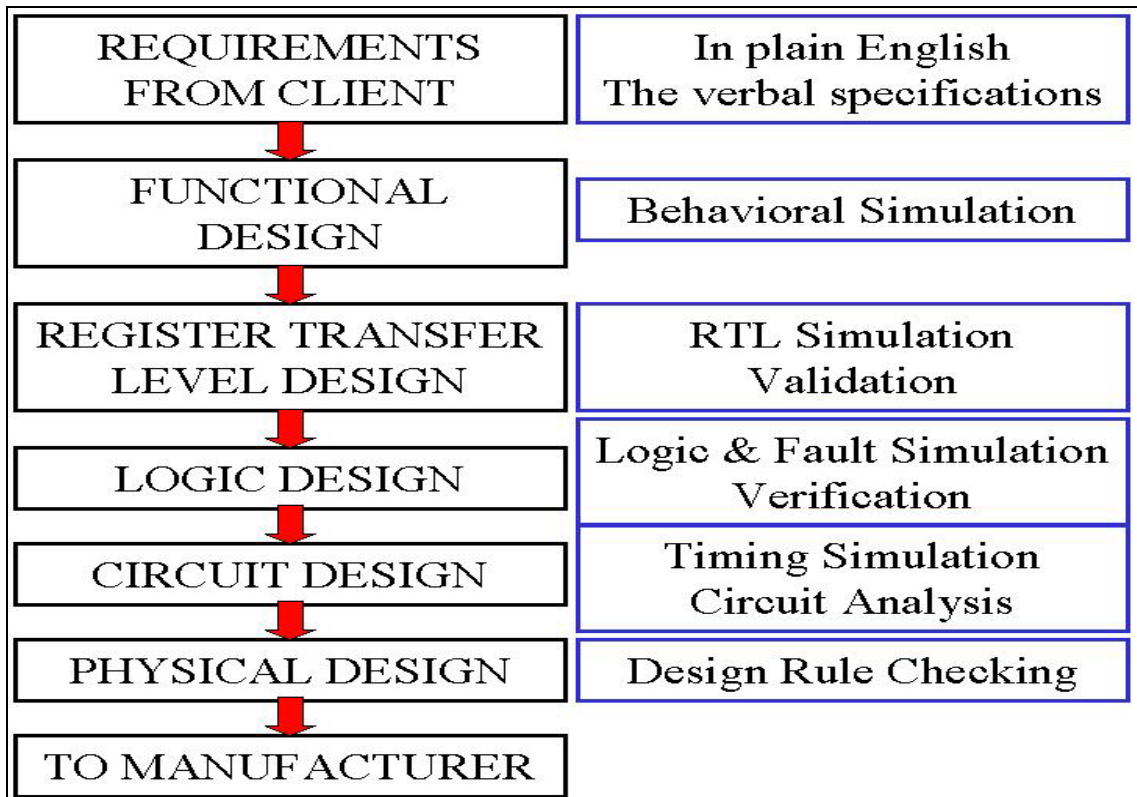 REQUIREMENTS
FROM CLIENT
In plain English
The verbal specifications
FUNCTIONAL
DESIGN
Behavioral Simulation
REGISTER TRANSFER
LEVEL DESIGN
RTL Simulation
Validation
LOGIC DESIGN
Logic & Fault Simulation
Verification
CIRCUIT DESIGN
Timing Simulation
Circuit Analysis
PHYSICAL DESIGN
Design Rule Checking
TO MANUFACTURER